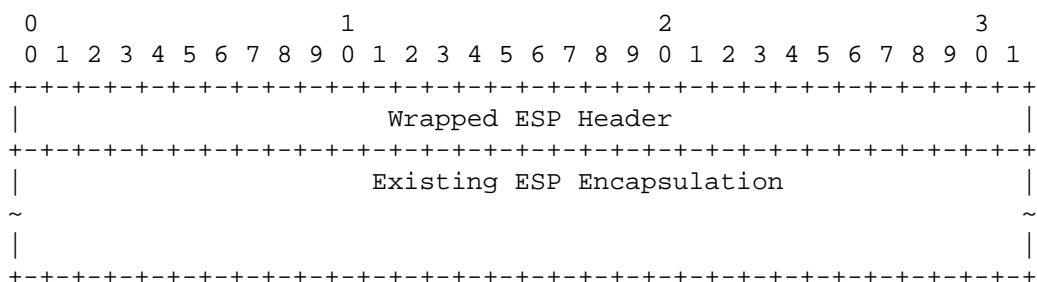 0                   1                   2                   3
 0 1 2 3 4 5 6 7 8 9 0 1 2 3 4 5 6 7 8 9 0 1 2 3 4 5 6 7 8 9 0 1
+-+-+-+-+-+-+-+-+-+-+-+-+-+-+-+-+-+-+-+-+-+-+-+-+-+-+-+-+-+-+-+-+
|                       Wrapped ESP Header                      |
+-+-+-+-+-+-+-+-+-+-+-+-+-+-+-+-+-+-+-+-+-+-+-+-+-+-+-+-+-+-+-+-+
|                      Existing ESP Encapsulation               |
~                                                               ~
|                                                               |
+-+-+-+-+-+-+-+-+-+-+-+-+-+-+-+-+-+-+-+-+-+-+-+-+-+-+-+-+-+-+-+-+